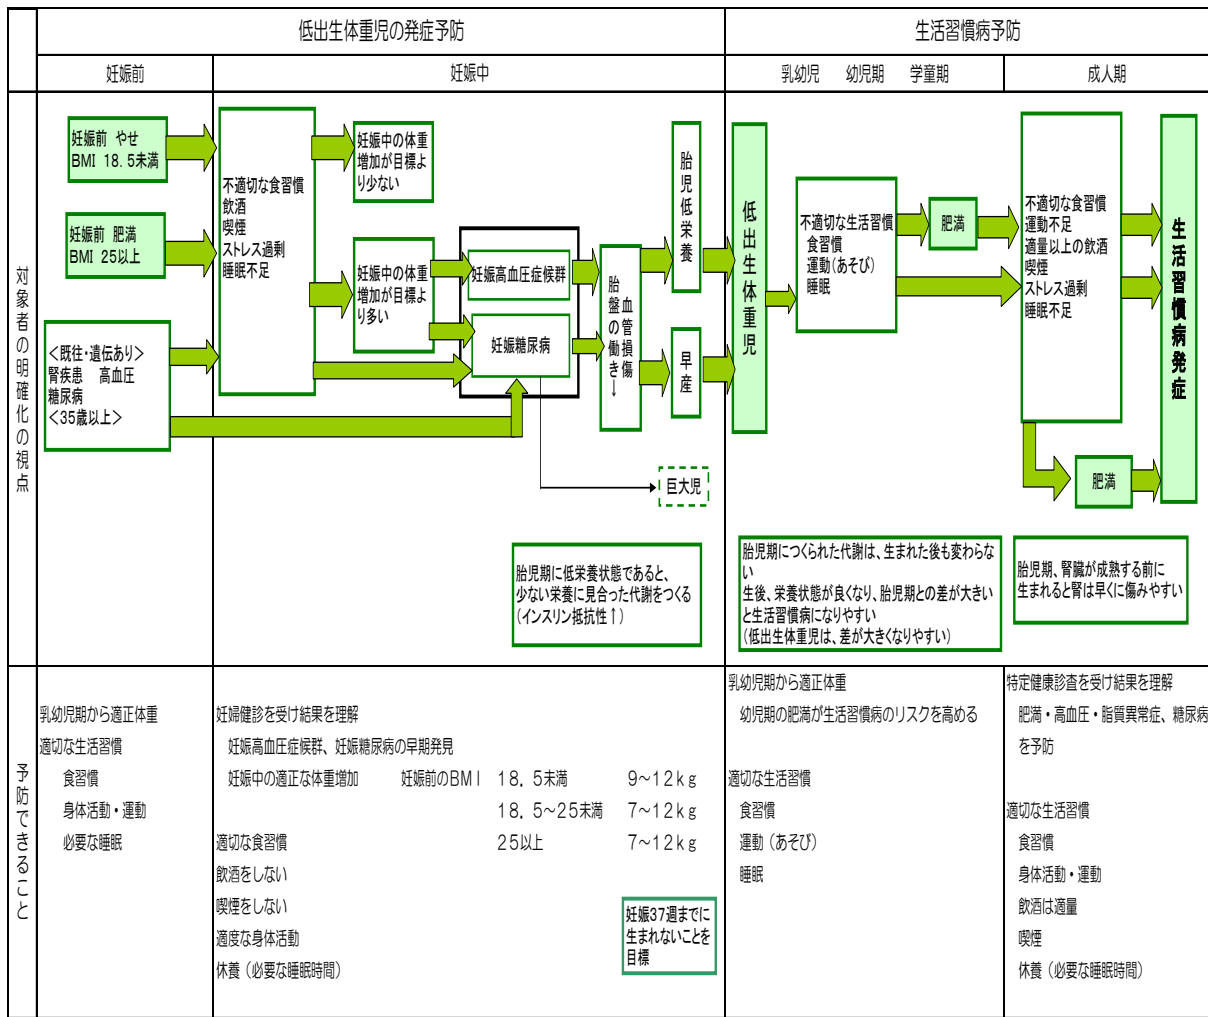 低出生体重児の発症予防
生活習慣病予防
妊娠前
妊娠中
乳幼児 幼児期 学童期
成人期
対象者の明確化の視点
妊娠前 やせ
BMI 18.5未満
妊娠前 肥満
BMI 25以上
<既往・遺伝あり>
腎疾患 高血圧
糖尿病
<35歳以上>
不適切な食習慣
飲酒
喫煙
ストレス過剰
睡眠不足
妊娠中の体重
増加が目標よ
り少ない
妊娠中の体重
増加が目標よ
り多い
妊娠高血圧症候群
妊娠糖尿病
血管損傷
胎盤の働き↓
胎児低栄養
早産
巨大児
低出生体重児
不適切な生活習慣
食習慣
運動(あそび)
睡眠
肥満
不適切な食習慣
運動不足
適量以上の飲酒
喫煙
ストレス過剰
睡眠不足
肥満
生活習慣病発症
胎児期に低栄養状態であると、
少ない栄養に見合った代謝をつくる
(インスリン抵抗性↑)
胎児期につくられた代謝は、生まれた後も変わらな
い
生後、栄養状態が良くなり、胎児期との差が大きい
と生活習慣病になりやすい
(低出生体重児は、差が大きくなりやすい)
胎児期、腎臓が成熟する前に
生まれると腎は早くに傷みやすい
予防できること
乳幼児期から適正体重
適切な生活習慣
食習慣
身体活動・運動
必要な睡眠
妊婦健診を受け結果を理解
妊娠高血圧症候群、妊娠糖尿病の早期発見
妊娠中の適正な体重増加 妊娠前のBMI 18.5未満 9~12kg
18.5~25未満 7~12kg
適切な食習慣 25以上 7~12kg
飲酒をしない
喫煙をしない
適度な身体活動
休養(必要な睡眠時間)
妊娠37週までに
生まれないことを
目標
乳幼児期から適正体重
幼児期の肥満が生活習慣病のリスクを高める
適切な生活習慣
食習慣
運動(あそび)
睡眠
特定健康診査を受け結果を理解
肥満・高血圧・脂質異常症、糖尿病
を予防
適切な生活習慣
食習慣
身体活動・運動
飲酒は適量
喫煙
休養(必要な睡眠時間)